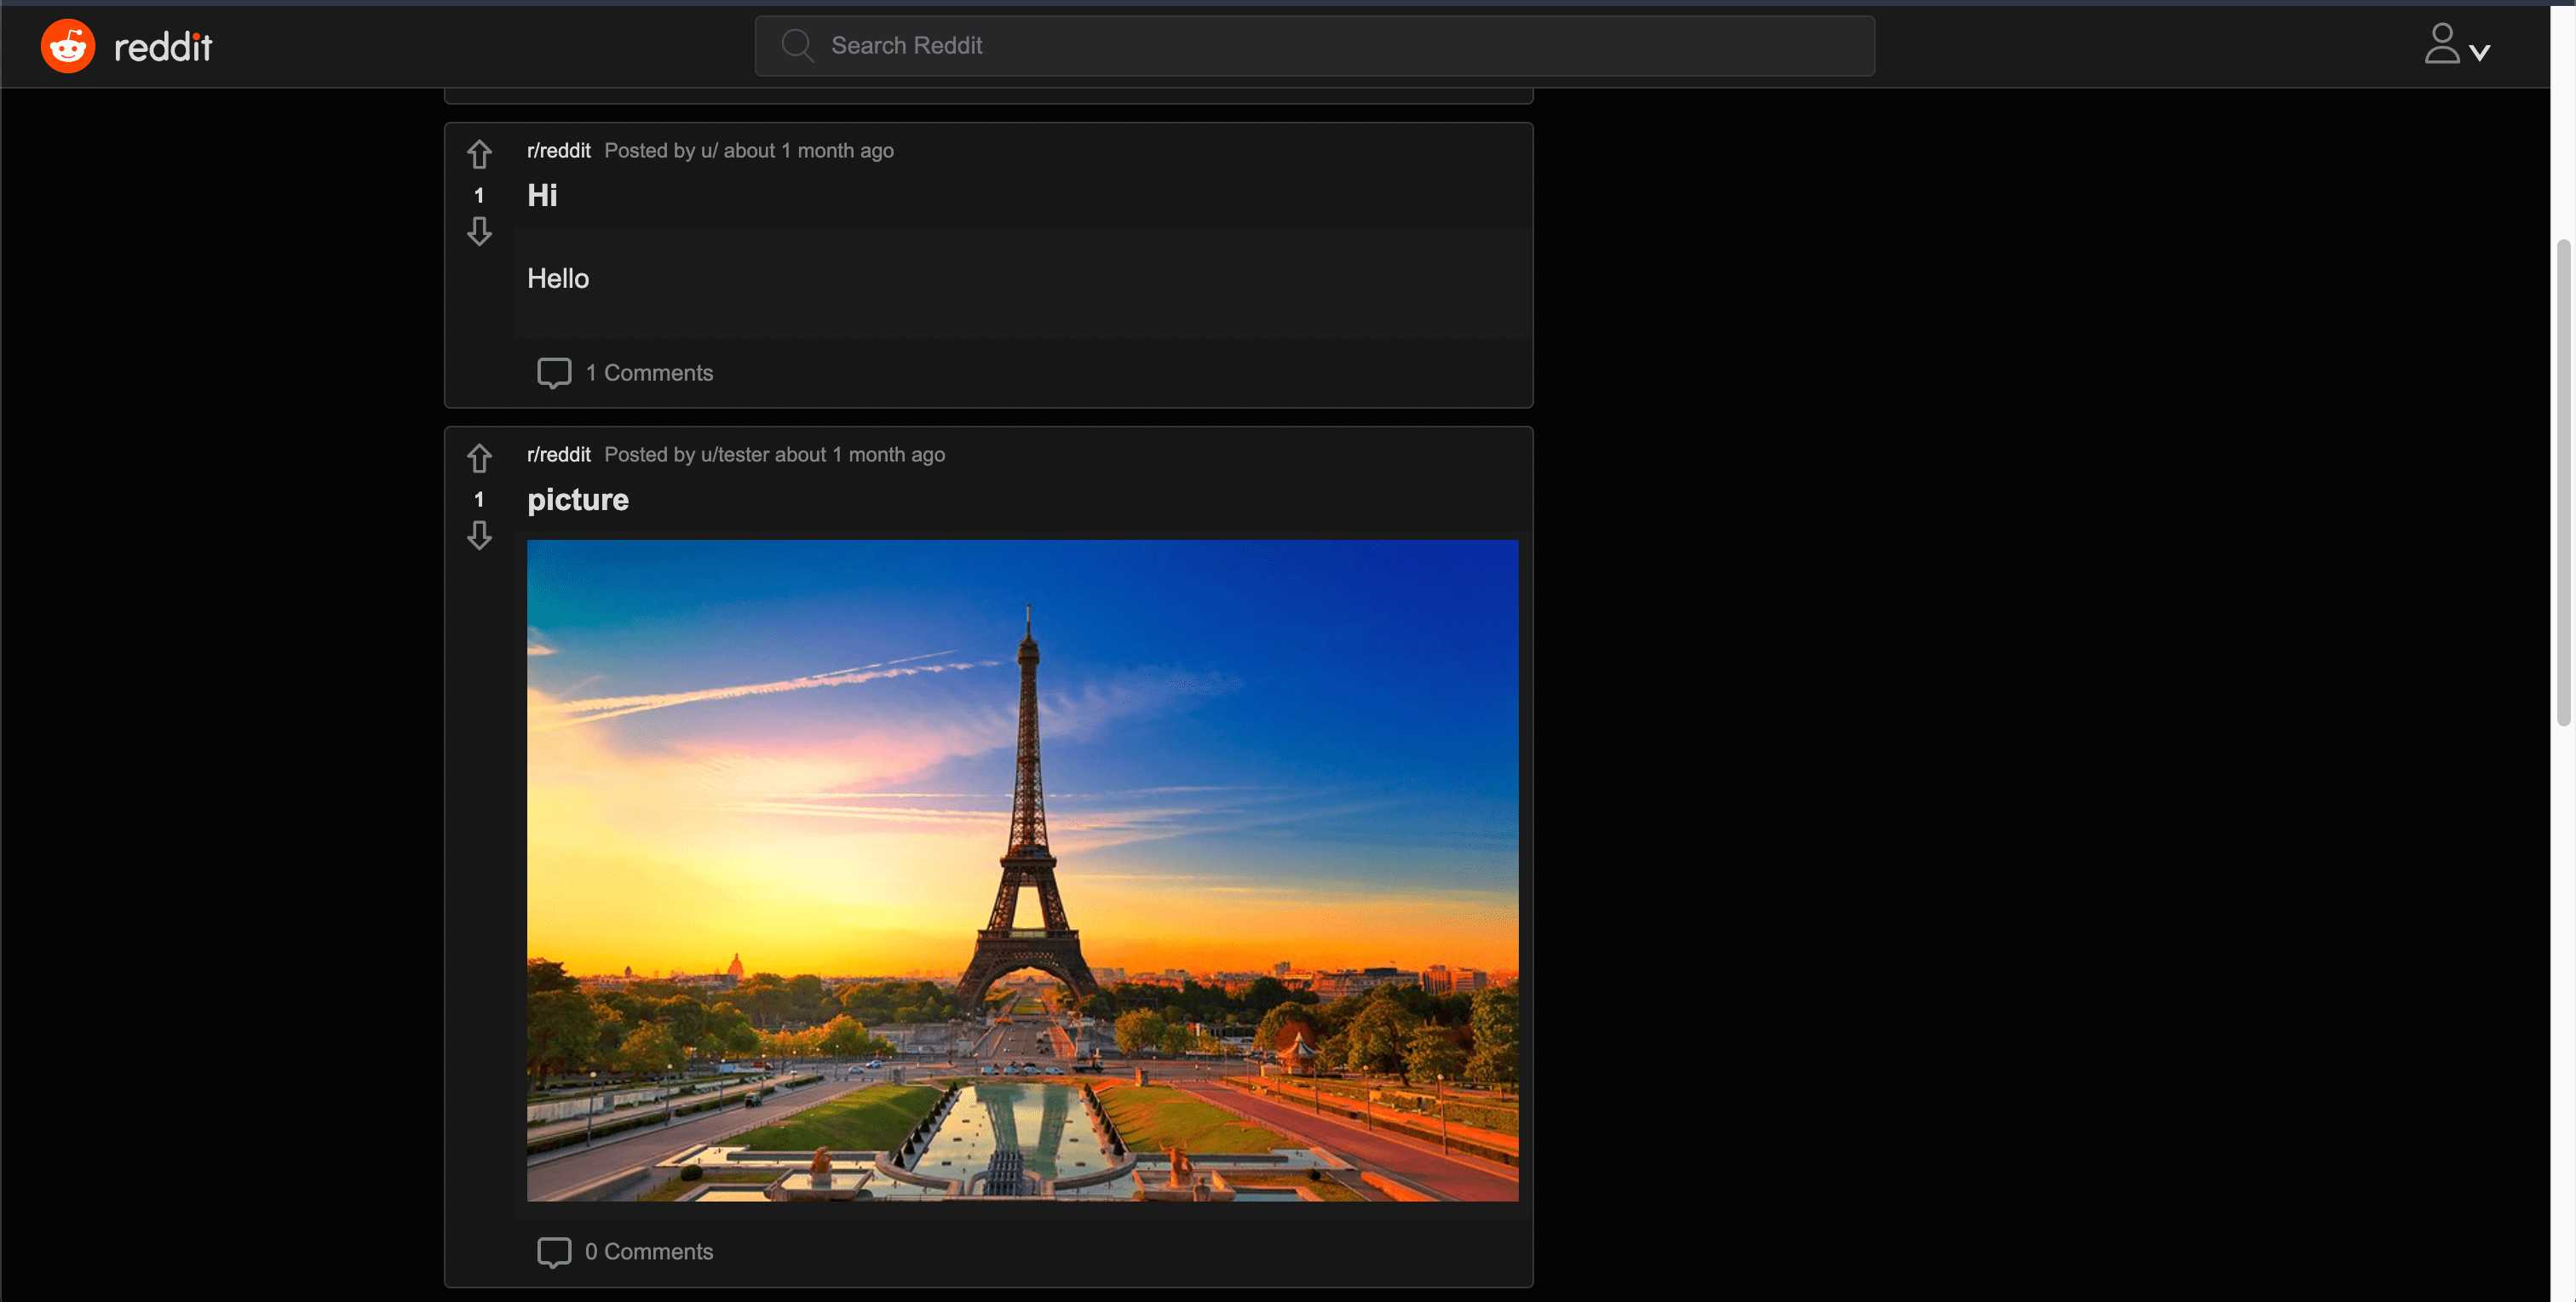 reddit
Search Reddit
r/reddit Posted by u/ about 1 month ago
1
Hi
Hello
1 Comments
r/reddit Posted by u/tester about 1 month ago
1
picture
0 Comments